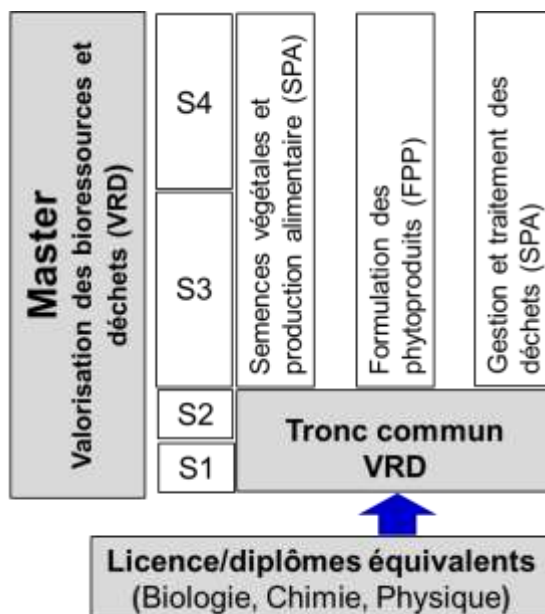 Master
Valorisation des bioressources et
déchets (VRD)
S4
S3
S2
S1
Semences végétales et
production alimentaire (SPA)
Formulation des
phytoproduits (FPP)
Gestion et traitement des
déchets (SPA)
Tronc commun
VRD
Licence/diplômes équivalents
(Biologie, Chimie, Physique)